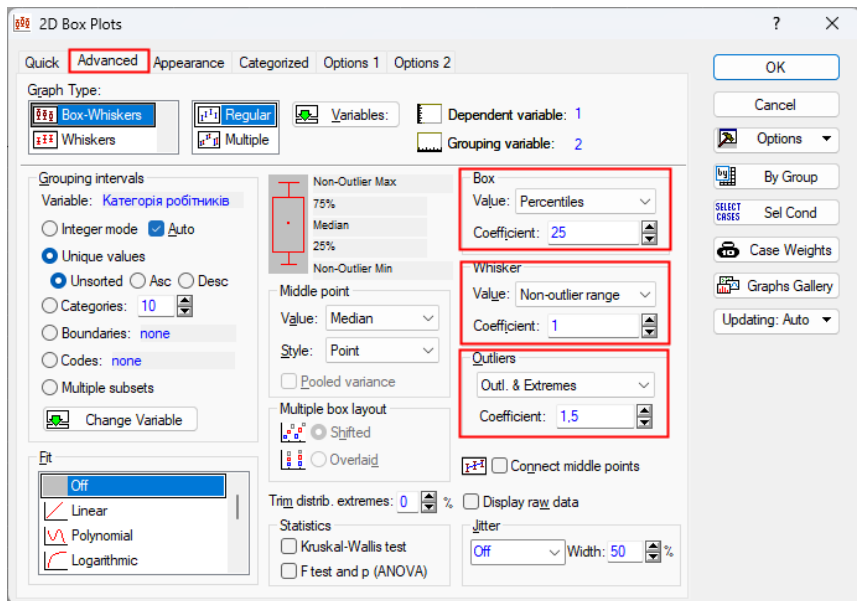 2D Box Plots
? ×
Quick Advanced Appearance Categorized Options 1 Options 2
OK
Graph Type:
Box-Whiskers
Whiskers
Regular
Multiple
Variables:
Dependent variable: 1
Grouping variable: 2
Cancel
Options
By Group
SELECT CASES Sel Cond
Case Weights
Graphs Gallery
Updating: Auto
Grouping intervals
Variable: Категорія робітників
Integer mode Auto
Unique values
Unsorted Asc Desc
Categories: 10
Boundaries: none
Codes: none
Multiple subsets
Change Variable
Fit
Off
Linear
Polynomial
Logarithmic
Non-Outlier Max
75%
Median
25%
Non-Outlier Min
Middle point
Value: Median
Style: Point
Pooled variance
Multiple box layout
Shifted
Overlaid
Trim distrib. extremes: 0 %
Statistics
Kruskal-Wallis test
F test and p (ANOVA)
Box
Value: Percentiles
Coefficient: 25
Whisker
Value: Non-outlier range
Coefficient: 1
Outliers
Outl. & Extremes
Coefficient: 1,5
Connect middle points
Display raw data
Jitter
Off Width: 50 %